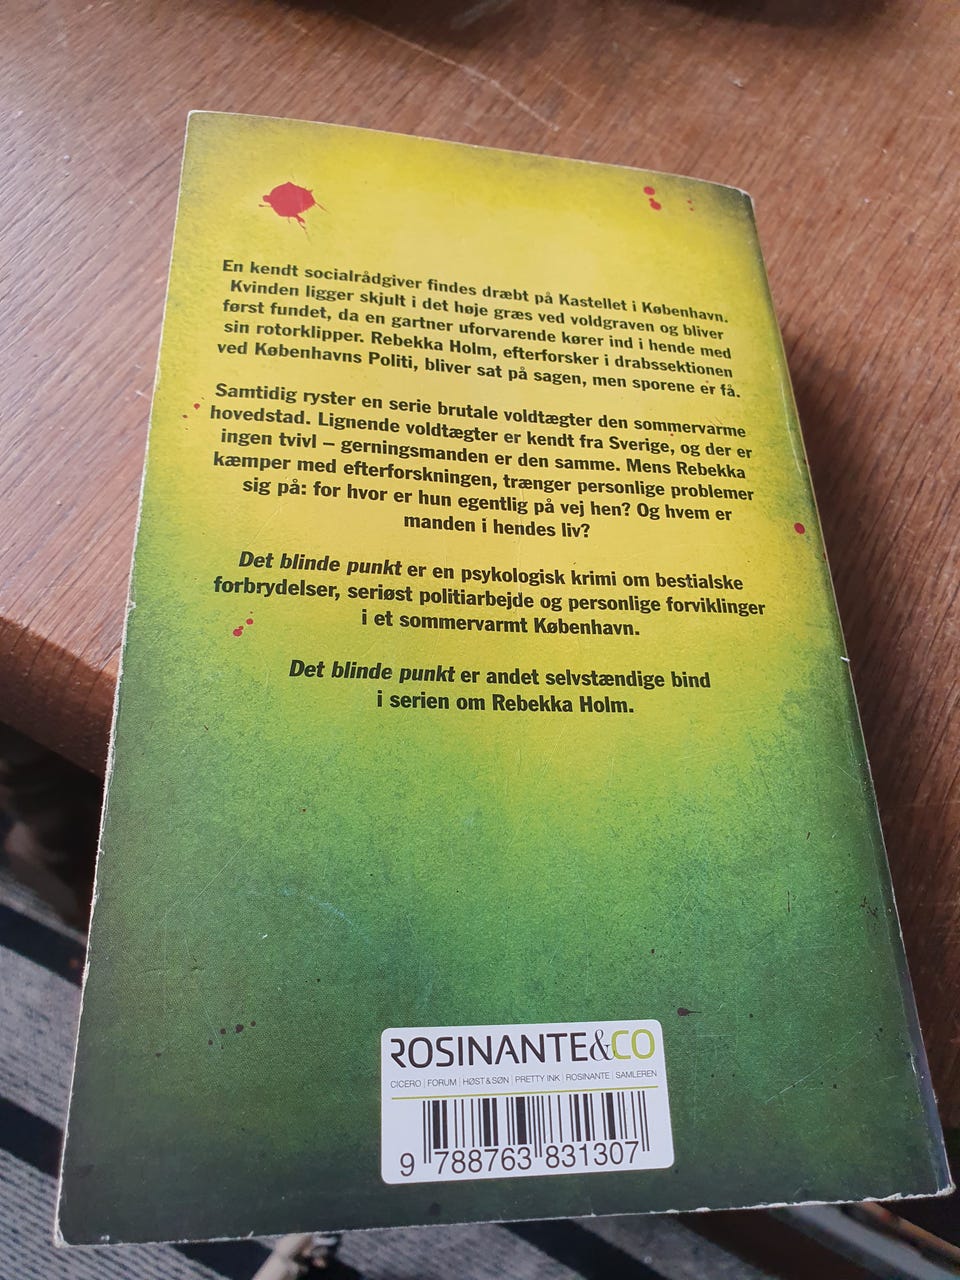 En kendt socialrådgiver findes dræbt på Kastellet i København.
Kvinden ligger skjult i det høje græs ved voldgraven og bliver
først fundet, da en gartner uforvarende kører ind i hende med
sin rotorklipper. Rebekka Holm, efterforsker i drabssektionen
ved Københavns Politi, bliver sat på sagen, men sporene er få.
Samtidig ryster en serie brutale voldtægter den sommervarme
hovedstad. Lignende voldtægter er kendt fra Sverige, og der er
ingen tvivl – gerningsmanden er den samme. Mens Rebekka
kæmper med efterforskningen, trænger personlige problemer
sig på: for hvor er hun egentlig på vej hen? Og hvem er
manden i hendes liv?
Det blinde punkt er en psykologisk krimi om bestialske
forbrydelser, seriøst politiarbejde og personlige forviklinger
i et sommervarmt København.
Det blinde punkt er andet selvstændige bind
i serien om Rebekka Holm.
ROSINANTE&CO
CICERO | FORUM | HØST&SØN | PRETTY INK | ROSINANTE | SAMLEREN
9 788763 831307